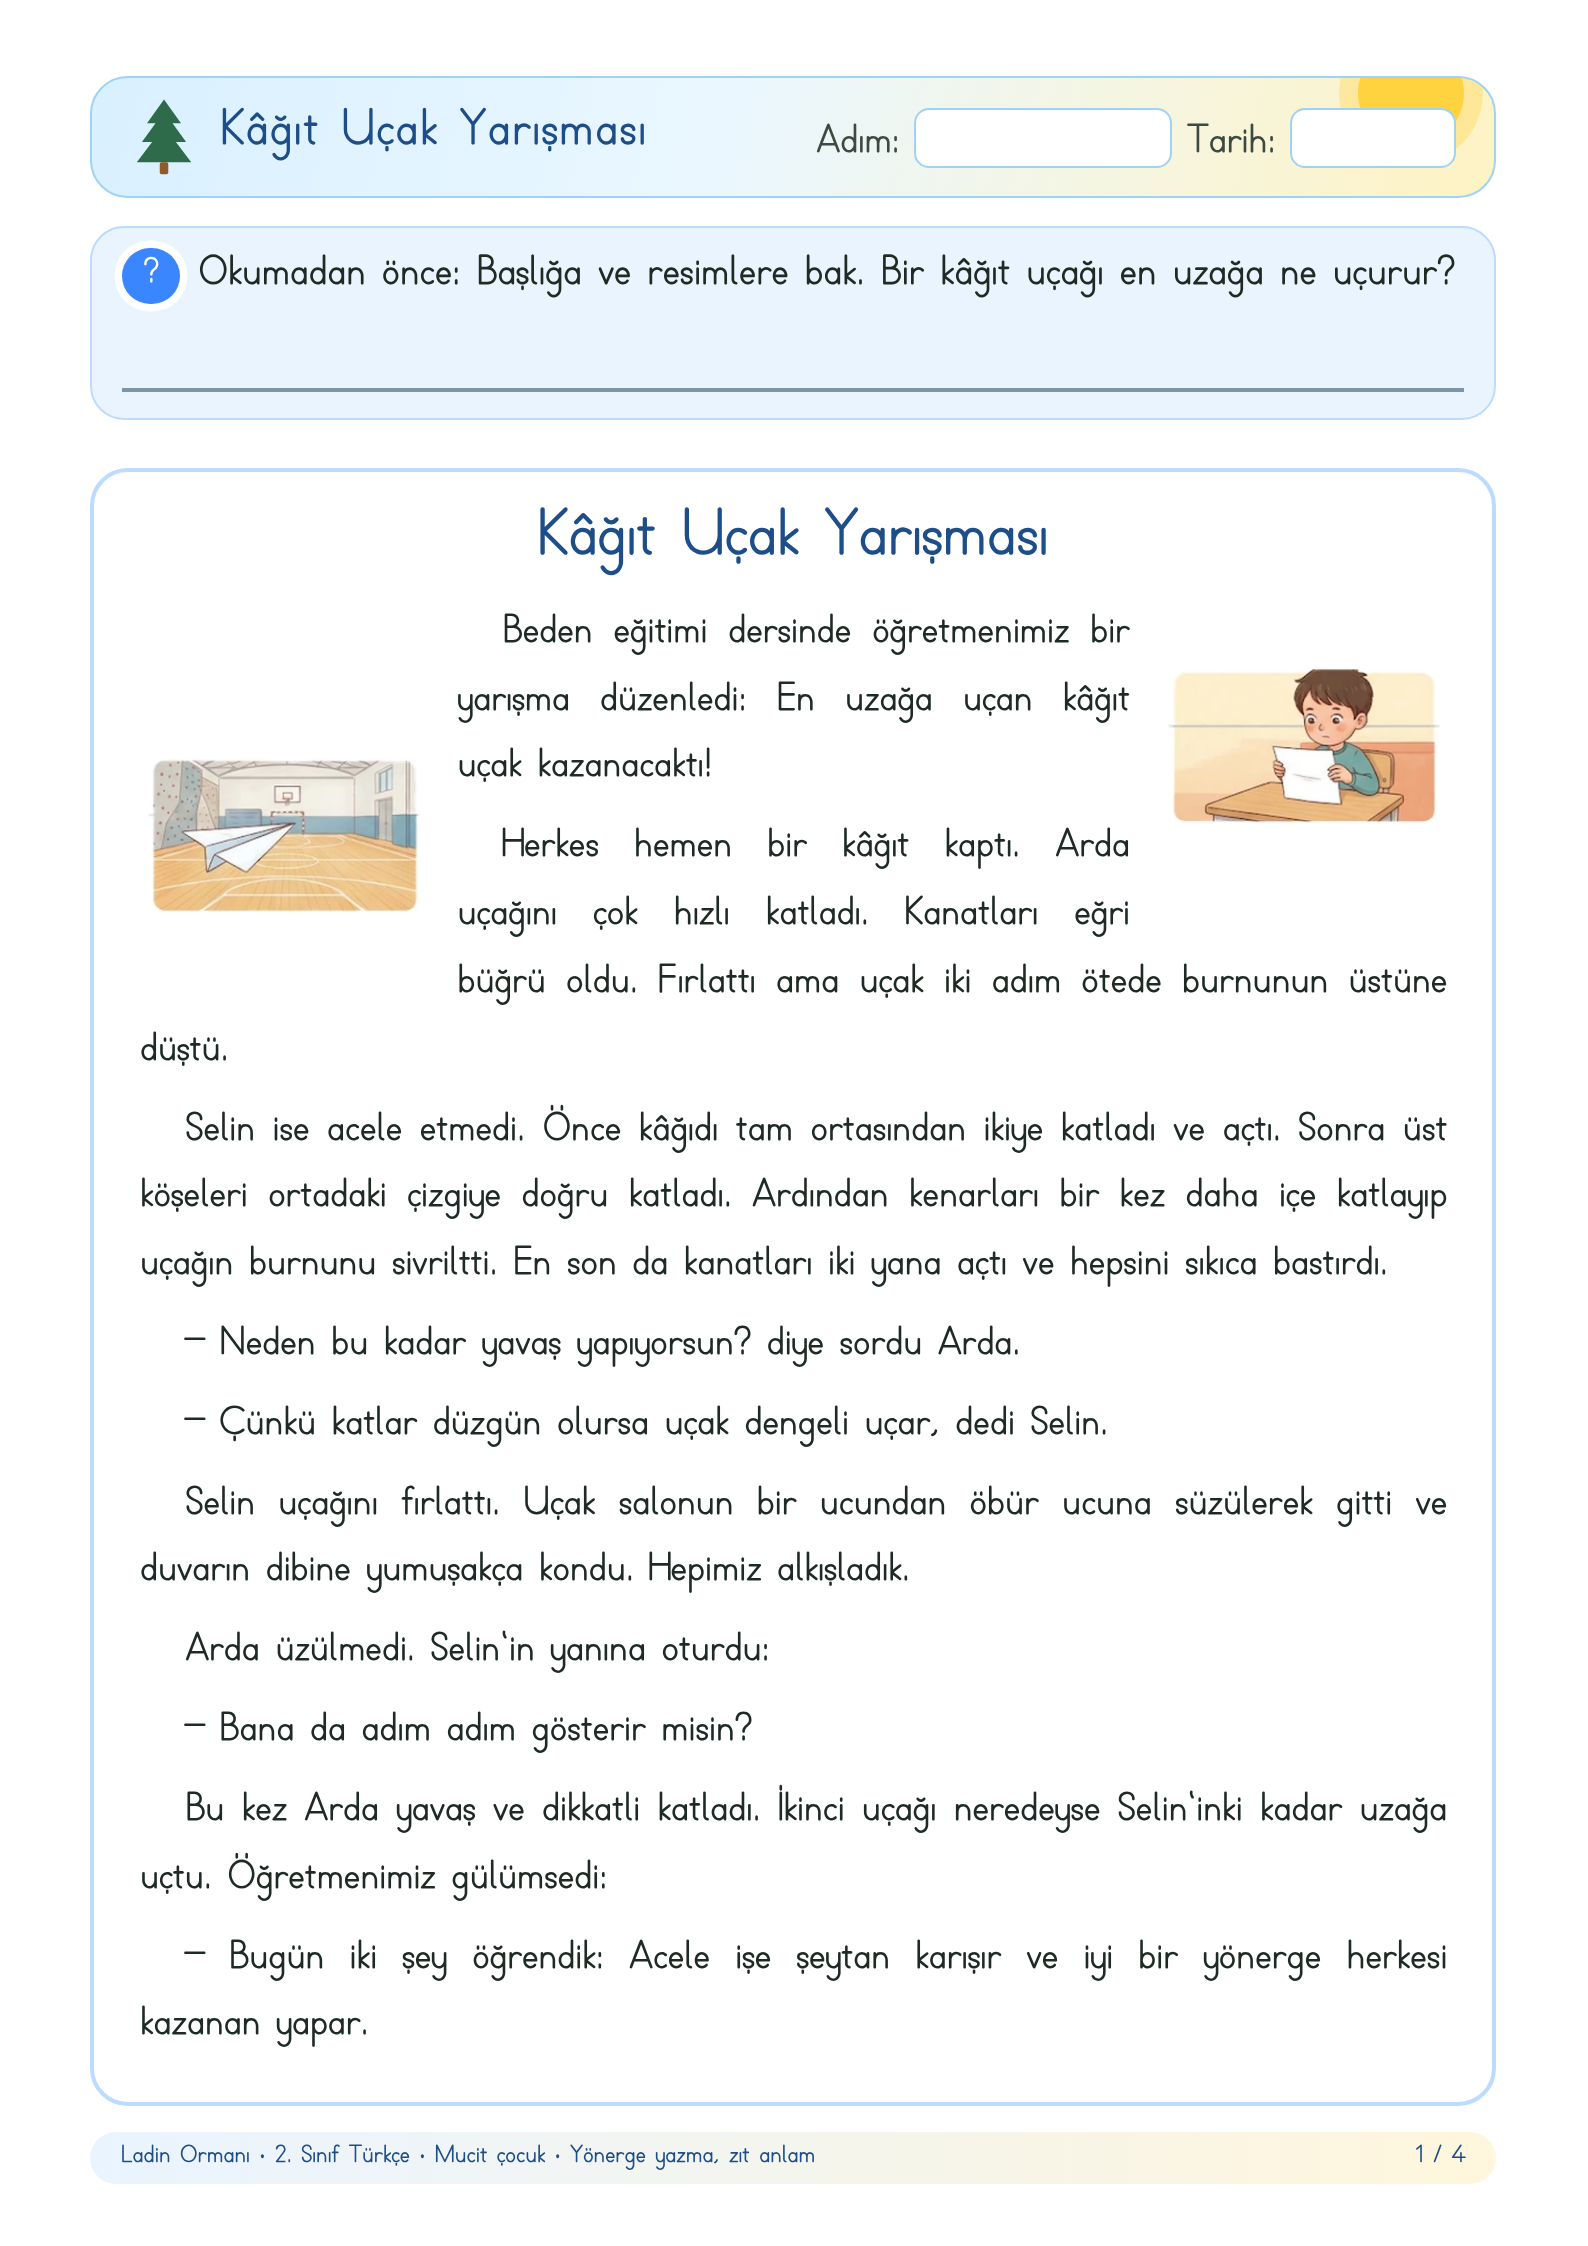 Kâğıt Uçak Yarışması
Adım:
Tarih:
?
Okumadan önce: Başlığa ve resimlere bak. Bir kâğıt uçağı en uzağa ne uçurur?
Kâğıt Uçak Yarışması
Beden eğitimi dersinde öğretmenimiz bir
yarışma düzenledi: En uzağa uçan kâğıt
uçak kazanacaktı!
Herkes hemen bir kâğıt kaptı. Arda
uçağını çok hızlı katladı. Kanatları eğri
büğrü oldu. Fırlattı ama uçak iki adım ötede burnunun üstüne
düştü.
Selin ise acele etmedi. Önce kâğıdı tam ortasından ikiye katladı ve açtı. Sonra üst
köşeleri ortadaki çizgiye doğru katladı. Ardından kenarları bir kez daha içe katlayıp
uçağın burnunu sivriltti. En son da kanatları iki yana açtı ve hepsini sıkıca bastırdı.
– Neden bu kadar yavaş yapıyorsun? diye sordu Arda.
– Çünkü katlar düzgün olursa uçak dengeli uçar, dedi Selin.
Selin uçağını fırlattı. Uçak salonun bir ucundan öbür ucuna süzülerek gitti ve
duvarın dibine yumuşakça kondu. Hepimiz alkışladık.
Arda üzülmedi. Selin‛in yanına oturdu:
– Bana da adım adım gösterir misin?
Bu kez Arda yavaş ve dikkatli katladı. İkinci uçağı neredeyse Selin‛inki kadar uzağa
uçtu. Öğretmenimiz gülümsedi:
– Bugün iki şey öğrendik: Acele işe şeytan karışır ve iyi bir yönerge herkesi
kazanan yapar.
Ladin Ormanı • 2. Sınıf Türkçe • Mucit çocuk • Yönerge yazma, zıt anlam
1 / 4